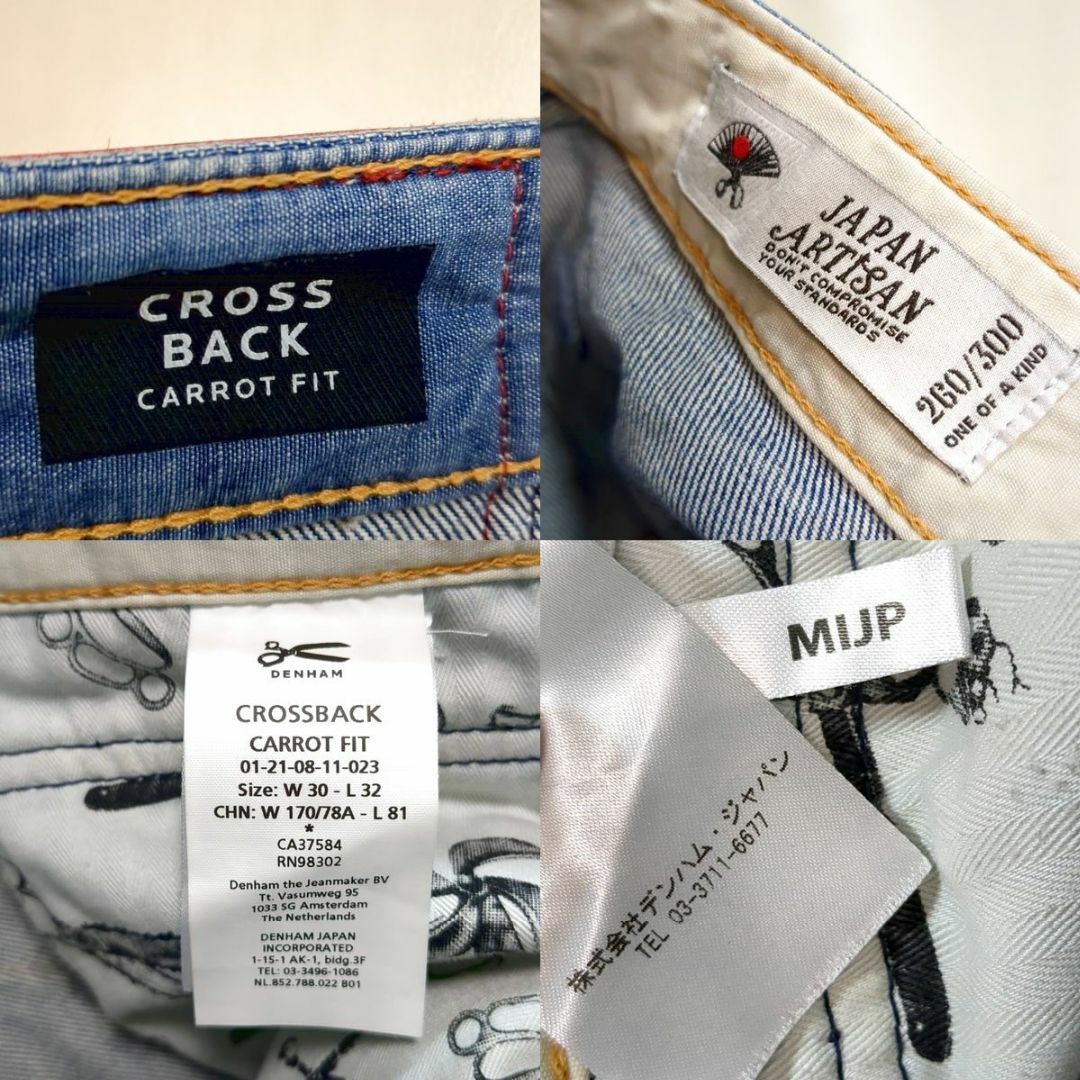 CROSS
BACK
CARROT FIT
JAPAN
ARTISAN
DON'T COMPROMISE
YOUR STANDARDS
260/300
ONE OF A KIND
DENHAM
CROSSBACK
CARROT FIT
01-21-08-11-023
Size: W 30 - L 32
CHN: W 170/78A - L 81
*
CA37584
RN98302
Denham the Jeanmaker BV
Tt. Vasumweg 95
1033 SG Amsterdam
The Netherlands
DENHAM JAPAN
INCORPORATED
1-15-1 AK-1, bidg.3F
TEL: 03-3496-1086
NL.852.788.022 B01
MIJP
株式会社デンハム・ジャパン
TEL 03-3711-6677